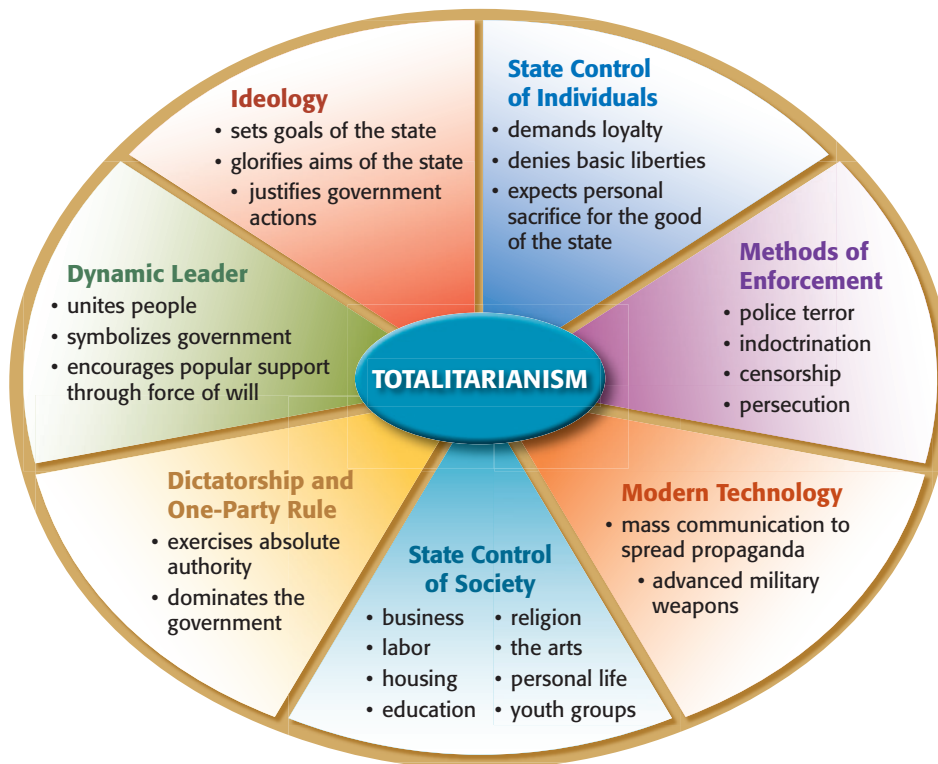 Ideology
• sets goals of the state
• glorifies aims of the state
• justifies government
actions
State Control
of Individuals
• demands loyalty
• denies basic liberties
• expects personal
sacrifice for the good
of the state
Dynamic Leader
• unites people
• symbolizes government
• encourages popular support
through force of will
Methods of
Enforcement
• police terror
• indoctrination
• censorship
• persecution
TOTALITARIANISM
Dictatorship and
One-Party Rule
• exercises absolute
authority
• dominates the
government
State Control
of Society
• business
• labor
• housing
• education
• religion
• the arts
• personal life
• youth groups
Modern Technology
• mass communication to
spread propaganda
• advanced military
weapons